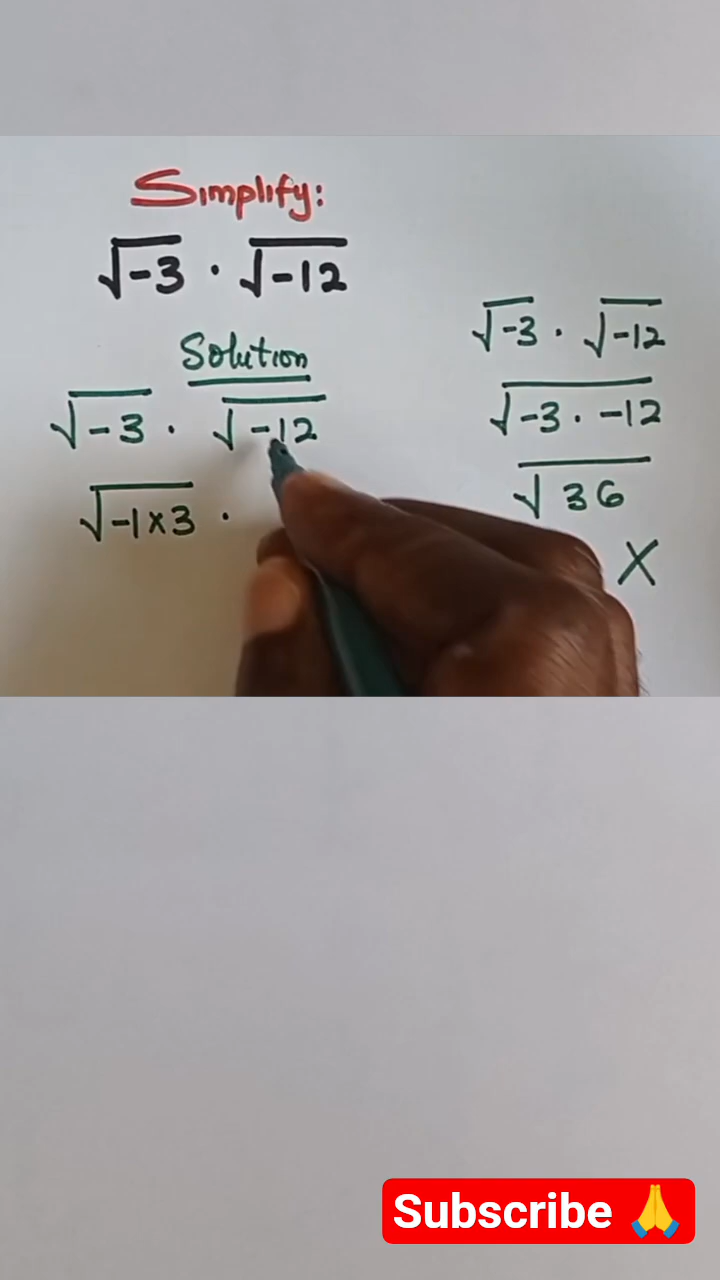 Simplify:
√-3 · √-12
Solution
√-3 · √-12
√-1×3 ·
√-3 · √-12
√-3 · -12
√36
X
Subscribe 🙏